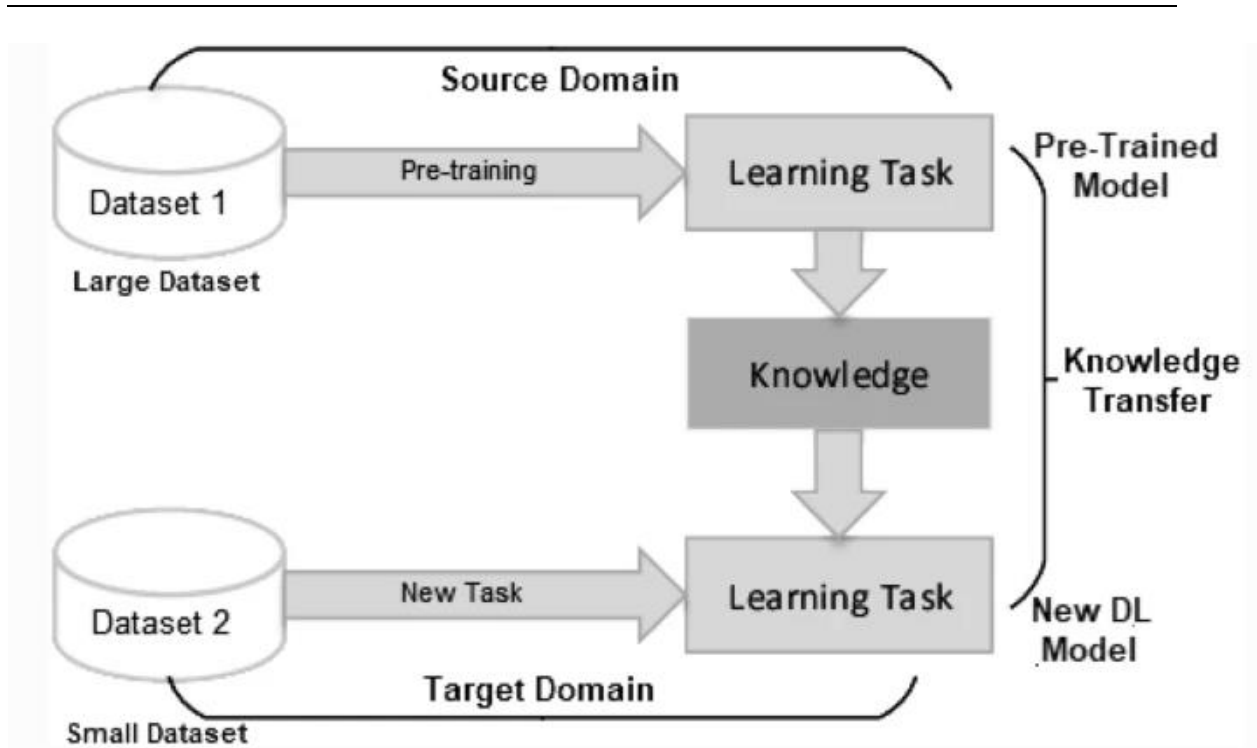 Source Domain
Dataset 1
Pre-training
Learning Task
Pre-Trained
Model
Large Dataset
Knowledge
Knowledge
Transfer
Dataset 2
New Task
Learning Task
New DL
Model
Target Domain
Small Dataset